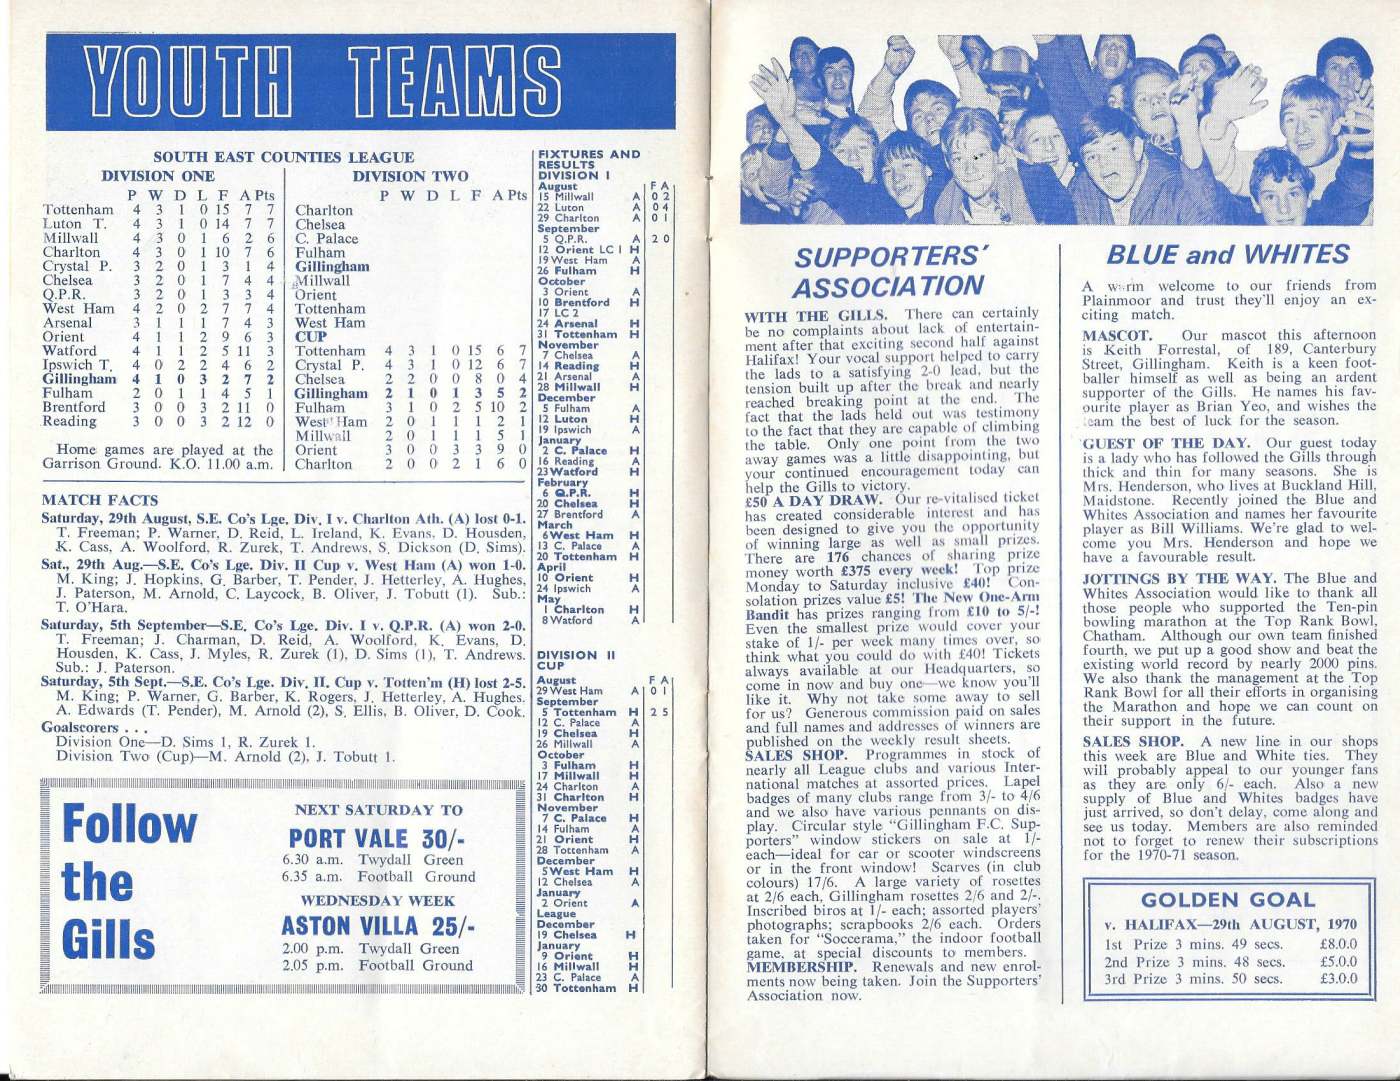 YOUTH TEAMS
SOUTH EAST COUNTIES LEAGUE
DIVISION ONE
P W D L F A Pts
Tottenham 4 3 1 0 15 7 7
Luton T. 4 3 1 0 14 7 7
Millwall 4 3 0 1 6 2 6
Charlton 4 3 0 1 10 7 6
Crystal P. 3 2 0 1 3 1 4
Chelsea 3 2 0 1 7 4 4
Q.P.R. 3 2 0 1 3 3 4
West Ham 4 2 0 2 7 7 4
Arsenal 3 1 1 1 7 4 3
Orient 4 1 1 2 9 6 3
Watford 4 1 1 2 5 11 3
Ipswich T. 4 0 2 2 4 6 2
Gillingham 4 1 0 3 2 7 2
Fulham 2 0 1 1 4 5 1
Brentford 3 0 0 3 2 11 0
Reading 3 0 0 3 2 12 0
Home games are played at the
Garrison Ground. K.O. 11.00 a.m.
DIVISION TWO
P W D L F A Pts
Charlton
Chelsea
C. Palace
Fulham
Gillingham
Millwall
Orient
Tottenham
West Ham
CUP
Tottenham 4 3 1 0 15 6 7
Crystal P. 4 3 1 0 12 6 7
Chelsea 2 2 0 0 8 0 4
Gillingham 2 1 0 1 3 5 2
Fulham 3 1 0 2 5 10 2
West Ham 2 0 1 1 1 2 1
Millwall 2 0 1 1 1 5 1
Orient 3 0 0 3 3 9 0
Charlton 2 0 0 2 1 6 0
MATCH FACTS
Saturday, 29th August, S.E. Co's Lge. Div. I v. Charlton Ath. (A) lost 0-1.
T. Freeman; P. Warner, D. Reid, L. Ireland, K. Evans, D. Housden,
K. Cass, A. Woolford, R. Zurek, T. Andrews, S. Dickson (D. Sims).
Sat., 29th Aug.—S.E. Co's Lge. Div. II Cup v. West Ham (A) won 1-0.
M. King; J. Hopkins, G. Barber, T. Pender, J. Hetterley, A. Hughes,
J. Paterson, M. Arnold, C. Laycock, B. Oliver, J. Tobutt (1). Sub.:
T. O'Hara.
Saturday, 5th September—S.E. Co's Lge. Div. I v. Q.P.R. (A) won 2-0.
T. Freeman; J. Charman, D. Reid, A. Woolford, K. Evans, D.
Housden, K. Cass, J. Myles, R. Zurek (1), D. Sims (1), T. Andrews.
Sub.: J. Paterson.
Saturday, 5th Sept.—S.E. Co's Lge. Div. II. Cup v. Totten'm (H) lost 2-5.
M. King; P. Warner, G. Barber, K. Rogers, J. Hetterley, A. Hughes.
A. Edwards (T. Pender), M. Arnold (2), S. Ellis, B. Oliver, D. Cook.
Goalscorers . . .
Division One—D. Sims 1, R. Zurek 1.
Division Two (Cup)—M. Arnold (2), J. Tobutt 1.
Follow
the
Gills
NEXT SATURDAY TO
PORT VALE 30/-
6.30 a.m. Twydall Green
6.35 a.m. Football Ground
WEDNESDAY WEEK
ASTON VILLA 25/-
2.00 p.m. Twydall Green
2.05 p.m. Football Ground
FIXTURES AND
RESULTS
DIVISION I
August F A
15 Millwall A 0 2
22 Luton A 0 4
29 Charlton A 0 1
September
5 Q.P.R. A 2 0
12 Orient LC 1 H
19 West Ham A
26 Fulham H
October
3 Orient A
10 Brentford H
17 LC 2
24 Arsenal H
31 Tottenham H
November
7 Chelsea A
14 Reading H
21 Arsenal A
28 Millwall H
December
5 Fulham A
12 Luton H
19 Ipswich A
January
2 C. Palace H
16 Reading A
23 Watford H
February
6 Q.P.R. H
20 Chelsea H
27 Brentford A
March
6 West Ham H
13 C. Palace A
20 Tottenham H
April
10 Orient H
24 Ipswich A
May
1 Charlton H
8 Watford A
DIVISION II
CUP
August F A
29 West Ham A 0 1
September
5 Tottenham H 2 5
12 C. Palace A
19 Chelsea H
26 Millwall A
October
3 Fulham H
17 Millwall H
24 Charlton A
31 Charlton H
November
7 C. Palace H
14 Fulham A
21 Orient H
28 Tottenham A
December
5 West Ham H
12 Chelsea A
January
2 Orient A
League
December
19 Chelsea H
January
9 Orient H
16 Millwall H
23 C. Palace A
30 Tottenham H
SUPPORTERS'
ASSOCIATION
WITH THE GILLS. There can certainly
be no complaints about lack of entertain-
ment after that exciting second half against
Halifax! Your vocal support helped to carry
the lads to a satisfying 2-0 lead, but the
tension built up after the break and nearly
reached breaking point at the end. The
fact that the lads held out was testimony
to the fact that they are capable of climbing
the table. Only one point from the two
away games was a little disappointing, but
your continued encouragement today can
help the Gills to victory.
£50 A DAY DRAW. Our re-vitalised ticket
has created considerable interest and has
been designed to give you the opportunity
of winning large as well as small prizes.
There are 176 chances of sharing prize
money worth £375 every week! Top prize
Monday to Saturday inclusive £40! Con-
solation prizes value £5! The New One-Arm
Bandit has prizes ranging from £10 to 5/-!
Even the smallest prize would cover your
stake of 1/- per week many times over, so
think what you could do with £40! Tickets
always available at our Headquarters, so
come in now and buy one—we know you'll
like it. Why not take some away to sell
for us? Generous commission paid on sales
and full names and addresses of winners are
published on the weekly result sheets.
SALES SHOP. Programmes in stock of
nearly all League clubs and various Inter-
national matches at assorted prices. Lapel
badges of many clubs range from 3/- to 4/6
and we also have various pennants on dis-
play. Circular style "Gillingham F.C. Sup-
porters" window stickers on sale at 1/-
each—ideal for car or scooter windscreens
or in the front window! Scarves (in club
colours) 17/6. A large variety of rosettes
at 2/6 each, Gillingham rosettes 2/6 and 2/-.
Inscribed biros at 1/- each; assorted players'
photographs; scrapbooks 2/6 each. Orders
taken for "Soccerama," the indoor football
game, at special discounts to members.
MEMBERSHIP. Renewals and new enrol-
ments now being taken. Join the Supporters'
Association now.
BLUE and WHITES
A warm welcome to our friends from
Plainmoor and trust they'll enjoy an ex-
citing match.
MASCOT. Our mascot this afternoon
is Keith Forrestal, of 189, Canterbury
Street, Gillingham. Keith is a keen foot-
baller himself as well as being an ardent
supporter of the Gills. He names his fav-
ourite player as Brian Yeo, and wishes the
team the best of luck for the season.
GUEST OF THE DAY. Our guest today
is a lady who has followed the Gills through
thick and thin for many seasons. She is
Mrs. Henderson, who lives at Buckland Hill,
Maidstone. Recently joined the Blue and
Whites Association and names her favourite
player as Bill Williams. We're glad to wel-
come you Mrs. Henderson and hope we
have a favourable result.
JOTTINGS BY THE WAY. The Blue and
Whites Association would like to thank all
those people who supported the Ten-pin
bowling marathon at the Top Rank Bowl,
Chatham. Although our own team finished
fourth, we put up a good show and beat the
existing world record by nearly 2000 pins.
We also thank the management at the Top
Rank Bowl for all their efforts in organising
the Marathon and hope we can count on
their support in the future.
SALES SHOP. A new line in our shops
this week are Blue and White ties. They
will probably appeal to our younger fans
as they are only 6/- each. Also a new
supply of Blue and Whites badges have
just arrived, so don't delay, come along and
see us today. Members are also reminded
not to forget to renew their subscriptions
for the 1970-71 season.
GOLDEN GOAL
v. HALIFAX—29th AUGUST, 1970
1st Prize 3 mins. 49 secs. £8.0.0
2nd Prize 3 mins. 48 secs. £5.0.0
3rd Prize 3 mins. 50 secs. £3.0.0